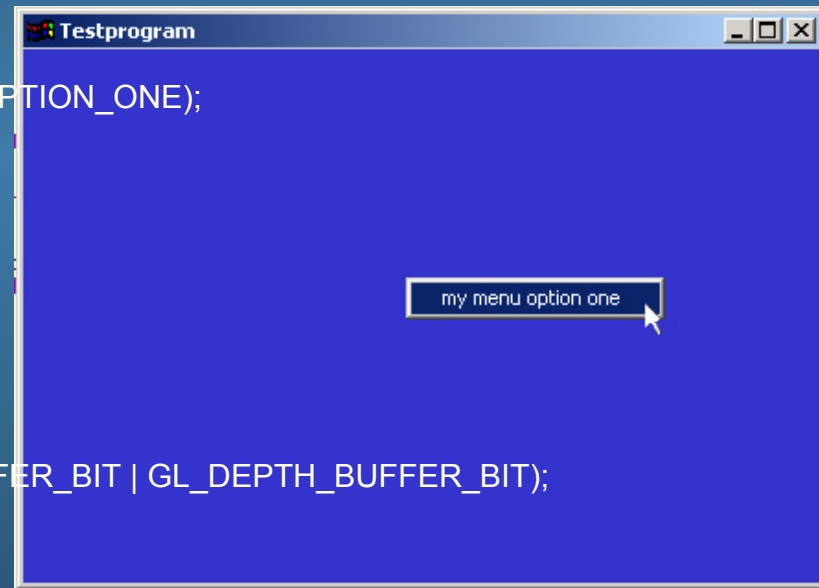 Testprogram
PTION_ONE);
my menu option one
FER_BIT | GL_DEPTH_BUFFER_BIT);